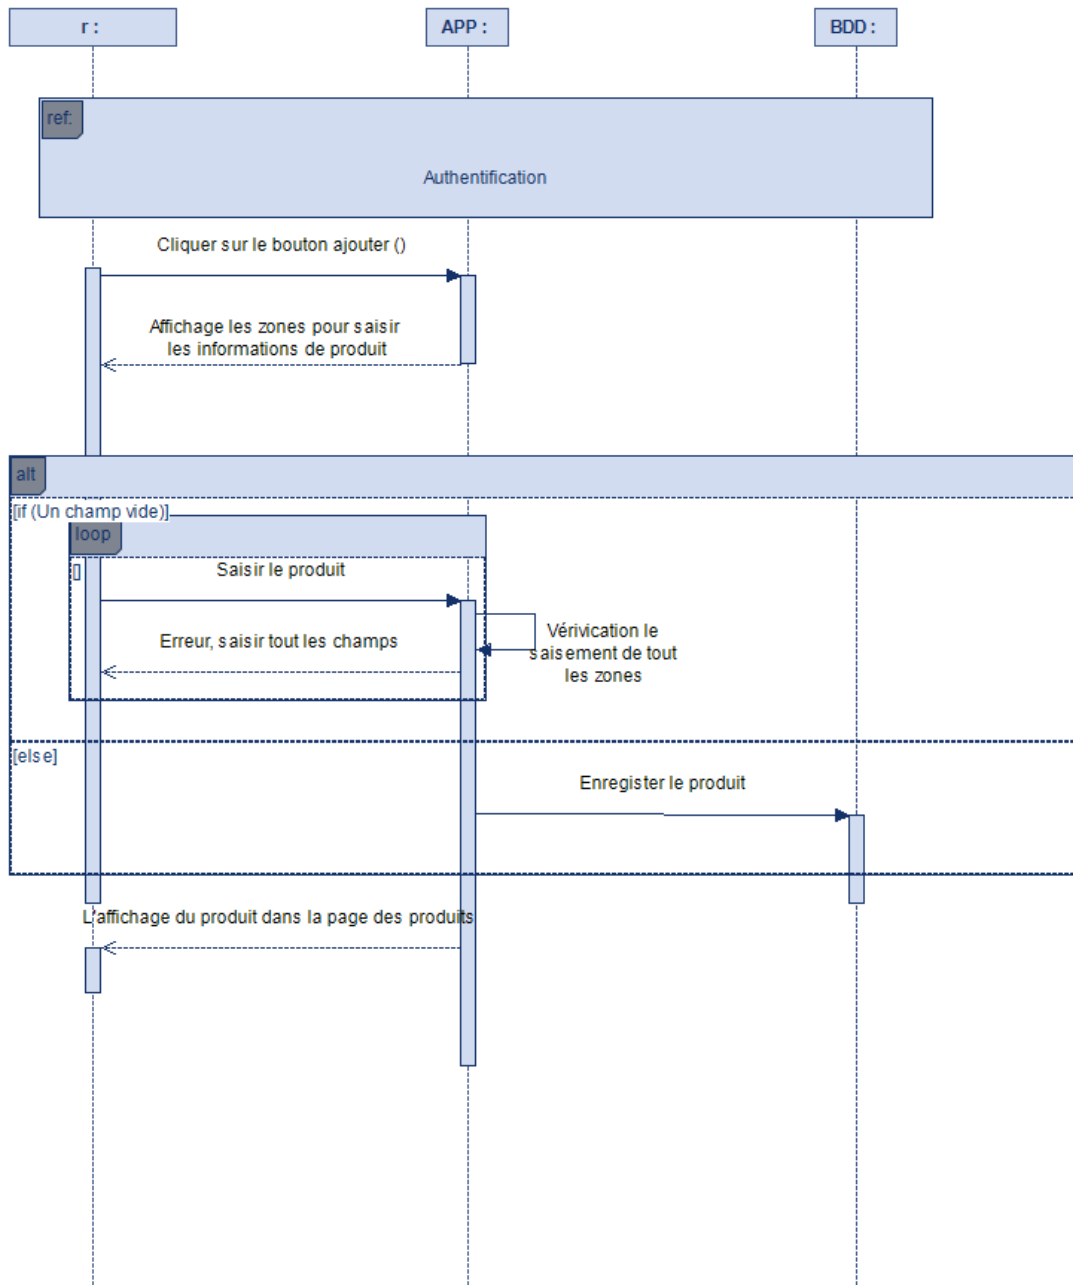 r :
APP :
BDD :
ref:
Authentification
Cliquer sur le bouton ajouter ()
Affichage les zones pour saisir
les informations de produit
alt
[if (Un champ vide)]
loop
[]
Saisir le produit
Erreur, saisir tout les champs
Vérivication le
saisement de tout
les zones
[else]
Enregister le produit
L'affichage du produit dans la page des produits